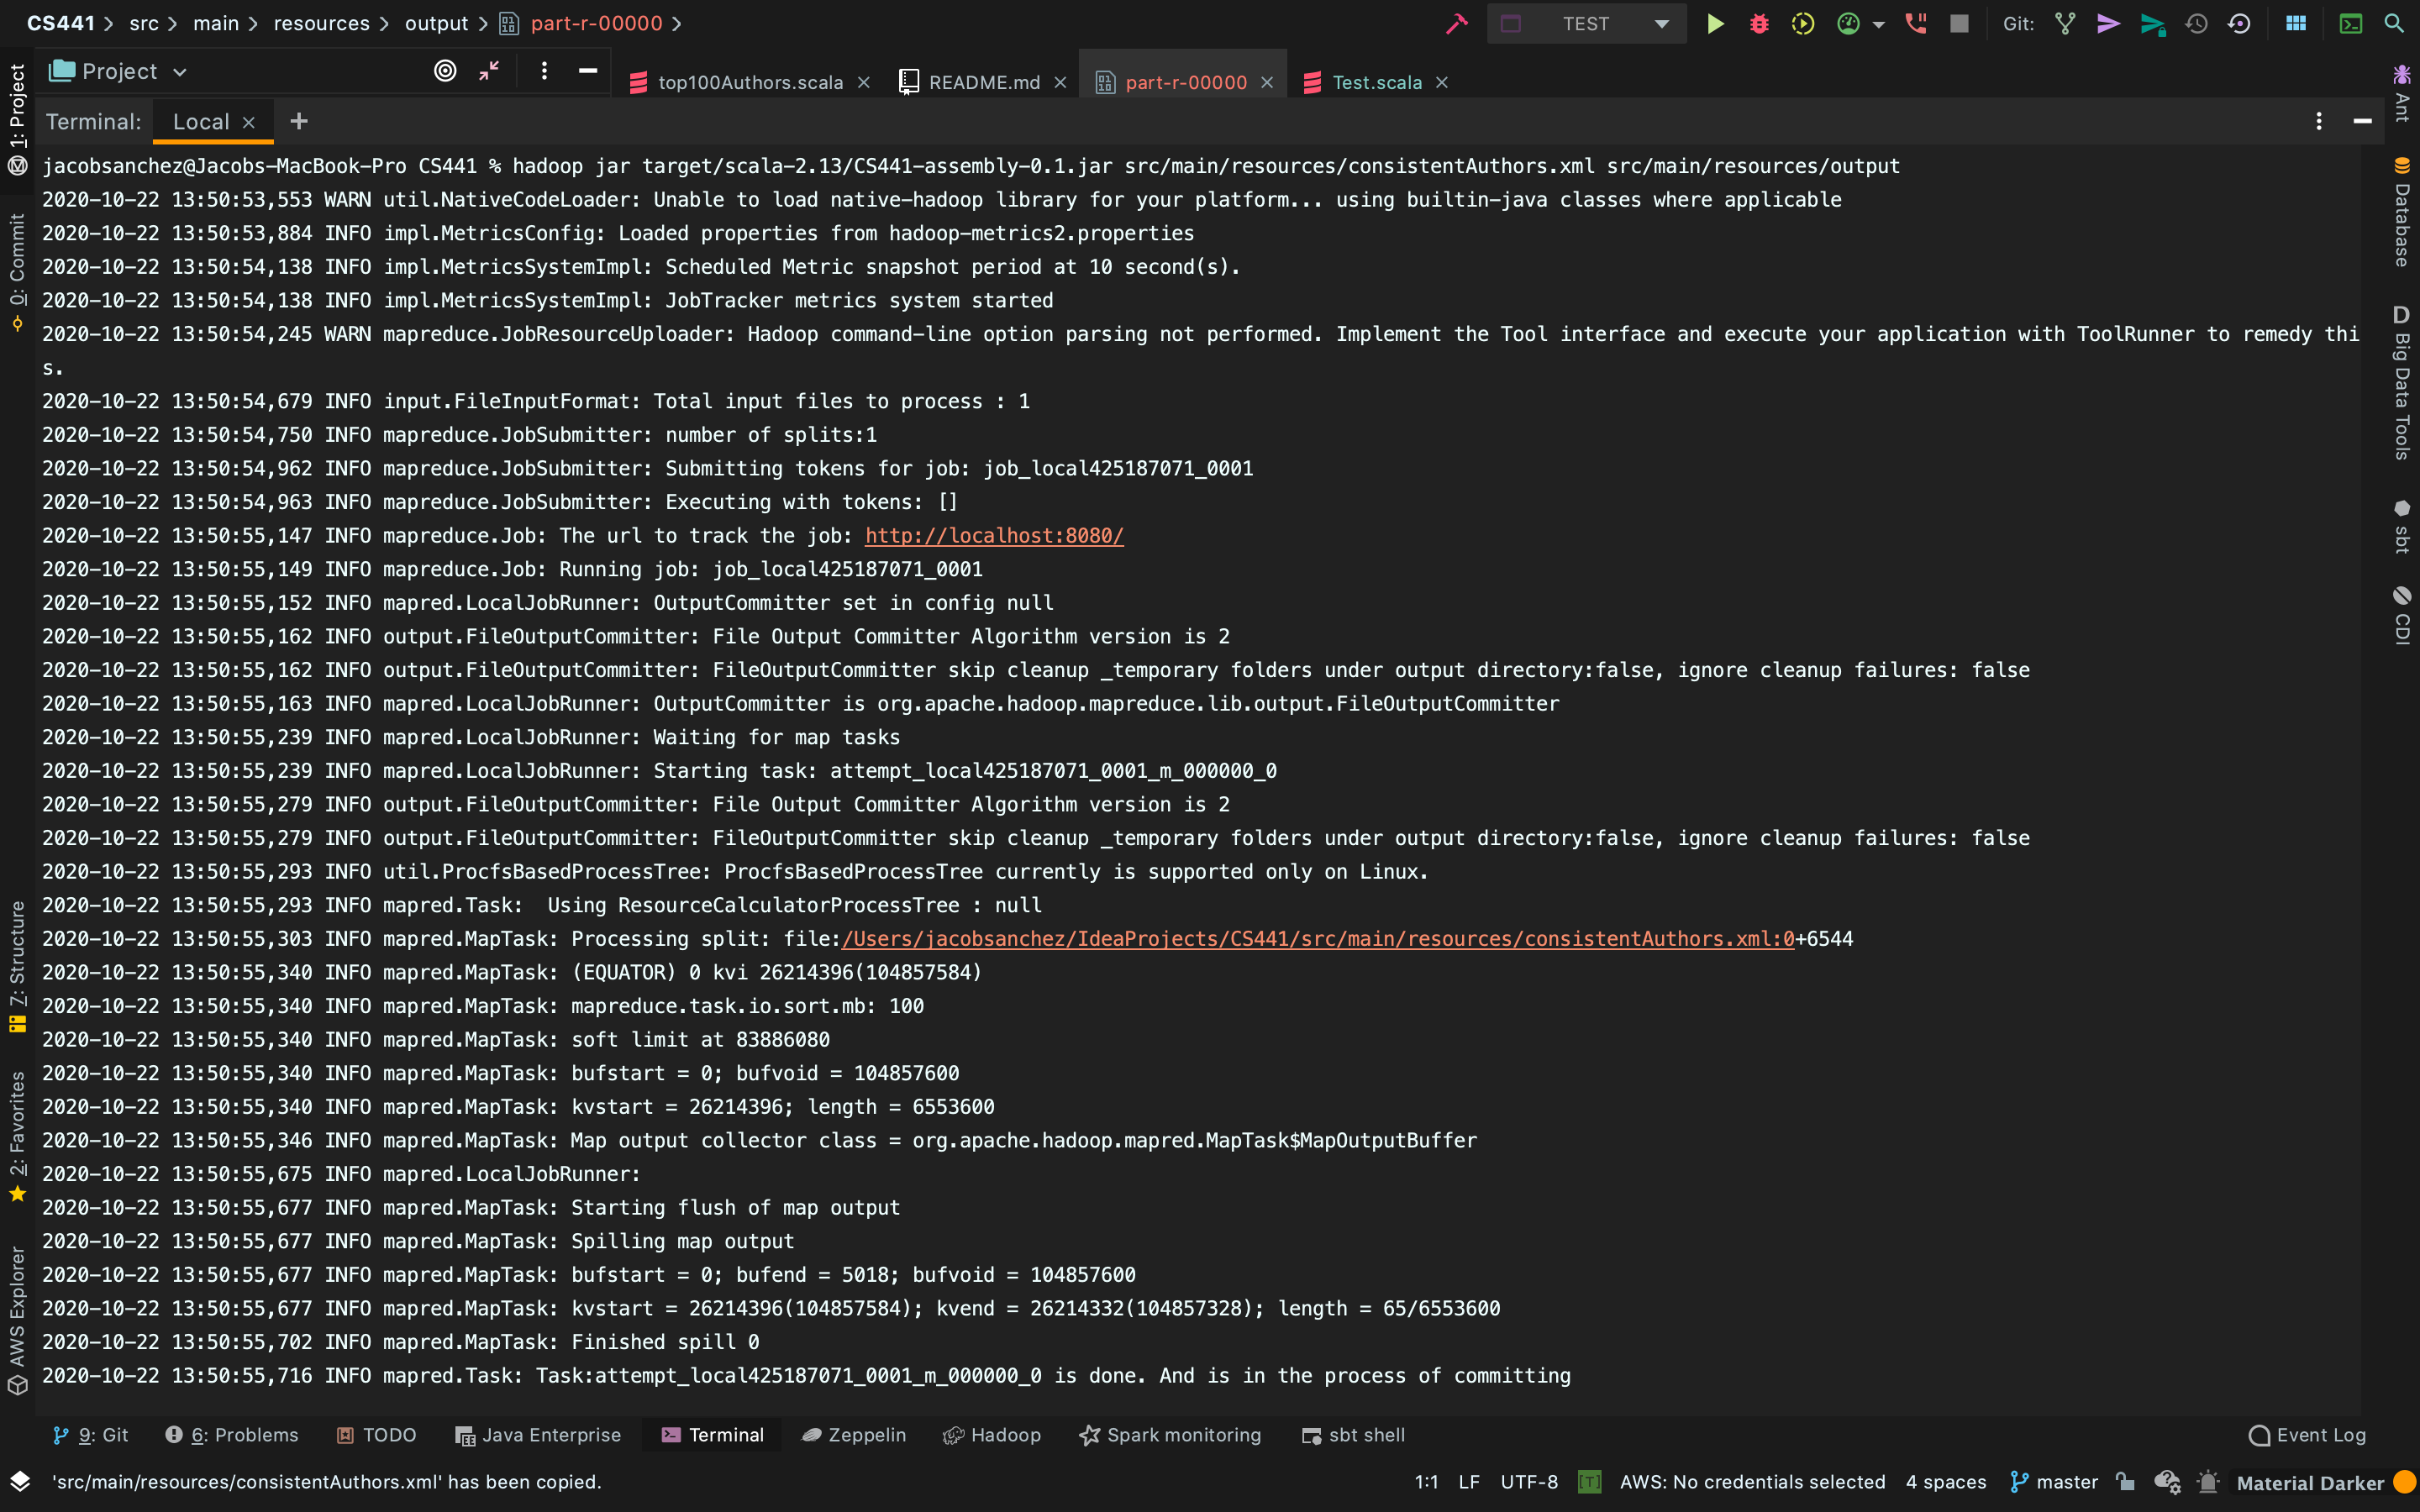 CS441 src main resources output part-r-00000 TEST Git:
Project top100Authors.scala README.md part-r-00000 Test.scala
Terminal: Local +
jacobsanchez@Jacobs-MacBook-Pro CS441 % hadoop jar target/scala-2.13/CS441-assembly-0.1.jar src/main/resources/consistentAuthors.xml src/main/resources/output
2020-10-22 13:50:53,553 WARN util.NativeCodeLoader: Unable to load native-hadoop library for your platform... using builtin-java classes where applicable
2020-10-22 13:50:53,884 INFO impl.MetricsConfig: Loaded properties from hadoop-metrics2.properties
2020-10-22 13:50:54,138 INFO impl.MetricsSystemImpl: Scheduled Metric snapshot period at 10 second(s).
2020-10-22 13:50:54,138 INFO impl.MetricsSystemImpl: JobTracker metrics system started
2020-10-22 13:50:54,245 WARN mapreduce.JobResourceUploader: Hadoop command-line option parsing not performed. Implement the Tool interface and execute your application with ToolRunner to remedy thi
s.
2020-10-22 13:50:54,679 INFO input.FileInputFormat: Total input files to process : 1
2020-10-22 13:50:54,750 INFO mapreduce.JobSubmitter: number of splits:1
2020-10-22 13:50:54,962 INFO mapreduce.JobSubmitter: Submitting tokens for job: job_local425187071_0001
2020-10-22 13:50:54,963 INFO mapreduce.JobSubmitter: Executing with tokens: []
2020-10-22 13:50:55,147 INFO mapreduce.Job: The url to track the job: http://localhost:8080/
2020-10-22 13:50:55,149 INFO mapreduce.Job: Running job: job_local425187071_0001
2020-10-22 13:50:55,152 INFO mapred.LocalJobRunner: OutputCommitter set in config null
2020-10-22 13:50:55,162 INFO output.FileOutputCommitter: File Output Committer Algorithm version is 2
2020-10-22 13:50:55,162 INFO output.FileOutputCommitter: FileOutputCommitter skip cleanup _temporary folders under output directory:false, ignore cleanup failures: false
2020-10-22 13:50:55,163 INFO mapred.LocalJobRunner: OutputCommitter is org.apache.hadoop.mapreduce.lib.output.FileOutputCommitter
2020-10-22 13:50:55,239 INFO mapred.LocalJobRunner: Waiting for map tasks
2020-10-22 13:50:55,239 INFO mapred.LocalJobRunner: Starting task: attempt_local425187071_0001_m_000000_0
2020-10-22 13:50:55,279 INFO output.FileOutputCommitter: File Output Committer Algorithm version is 2
2020-10-22 13:50:55,279 INFO output.FileOutputCommitter: FileOutputCommitter skip cleanup _temporary folders under output directory:false, ignore cleanup failures: false
2020-10-22 13:50:55,293 INFO util.ProcfsBasedProcessTree: ProcfsBasedProcessTree currently is supported only on Linux.
2020-10-22 13:50:55,293 INFO mapred.Task:  Using ResourceCalculatorProcessTree : null
2020-10-22 13:50:55,303 INFO mapred.MapTask: Processing split: file:/Users/jacobsanchez/IdeaProjects/CS441/src/main/resources/consistentAuthors.xml:0+6544
2020-10-22 13:50:55,340 INFO mapred.MapTask: (EQUATOR) 0 kvi 26214396(104857584)
2020-10-22 13:50:55,340 INFO mapred.MapTask: mapreduce.task.io.sort.mb: 100
2020-10-22 13:50:55,340 INFO mapred.MapTask: soft limit at 83886080
2020-10-22 13:50:55,340 INFO mapred.MapTask: bufstart = 0; bufvoid = 104857600
2020-10-22 13:50:55,340 INFO mapred.MapTask: kvstart = 26214396; length = 6553600
2020-10-22 13:50:55,346 INFO mapred.MapTask: Map output collector class = org.apache.hadoop.mapred.MapTask$MapOutputBuffer
2020-10-22 13:50:55,675 INFO mapred.LocalJobRunner:
2020-10-22 13:50:55,677 INFO mapred.MapTask: Starting flush of map output
2020-10-22 13:50:55,677 INFO mapred.MapTask: Spilling map output
2020-10-22 13:50:55,677 INFO mapred.MapTask: bufstart = 0; bufend = 5018; bufvoid = 104857600
2020-10-22 13:50:55,677 INFO mapred.MapTask: kvstart = 26214396(104857584); kvend = 26214332(104857328); length = 65/6553600
2020-10-22 13:50:55,702 INFO mapred.MapTask: Finished spill 0
2020-10-22 13:50:55,716 INFO mapred.Task: Task:attempt_local425187071_0001_m_000000_0 is done. And is in the process of committing
1: Project
0: Commit
7: Structure
2: Favorites
AWS Explorer
Ant
Database
D Big Data Tools
sbt
CDI
9: Git 6: Problems TODO Java Enterprise Terminal Zeppelin Hadoop Spark monitoring sbt shell Event Log
'src/main/resources/consistentAuthors.xml' has been copied. 1:1 LF UTF-8 [T] AWS: No credentials selected 4 spaces master Material Darker